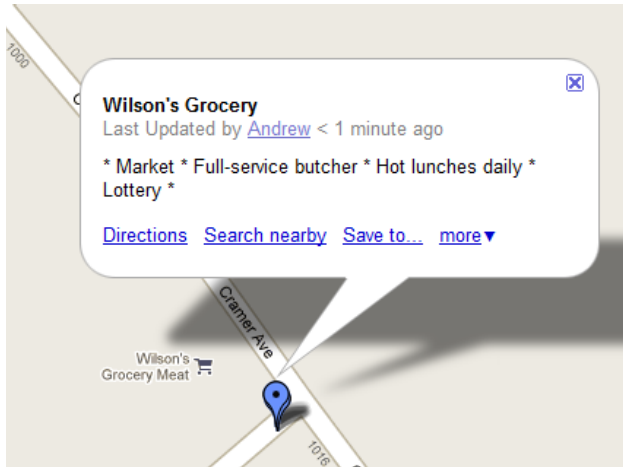 1000
C
Wilson's Grocery
Last Updated by Andrew < 1 minute ago
* Market * Full-service butcher * Hot lunches daily *
Lottery *
Directions Search nearby Save to... more▼
Cramer Ave
Wilson's
Grocery Meat
1016